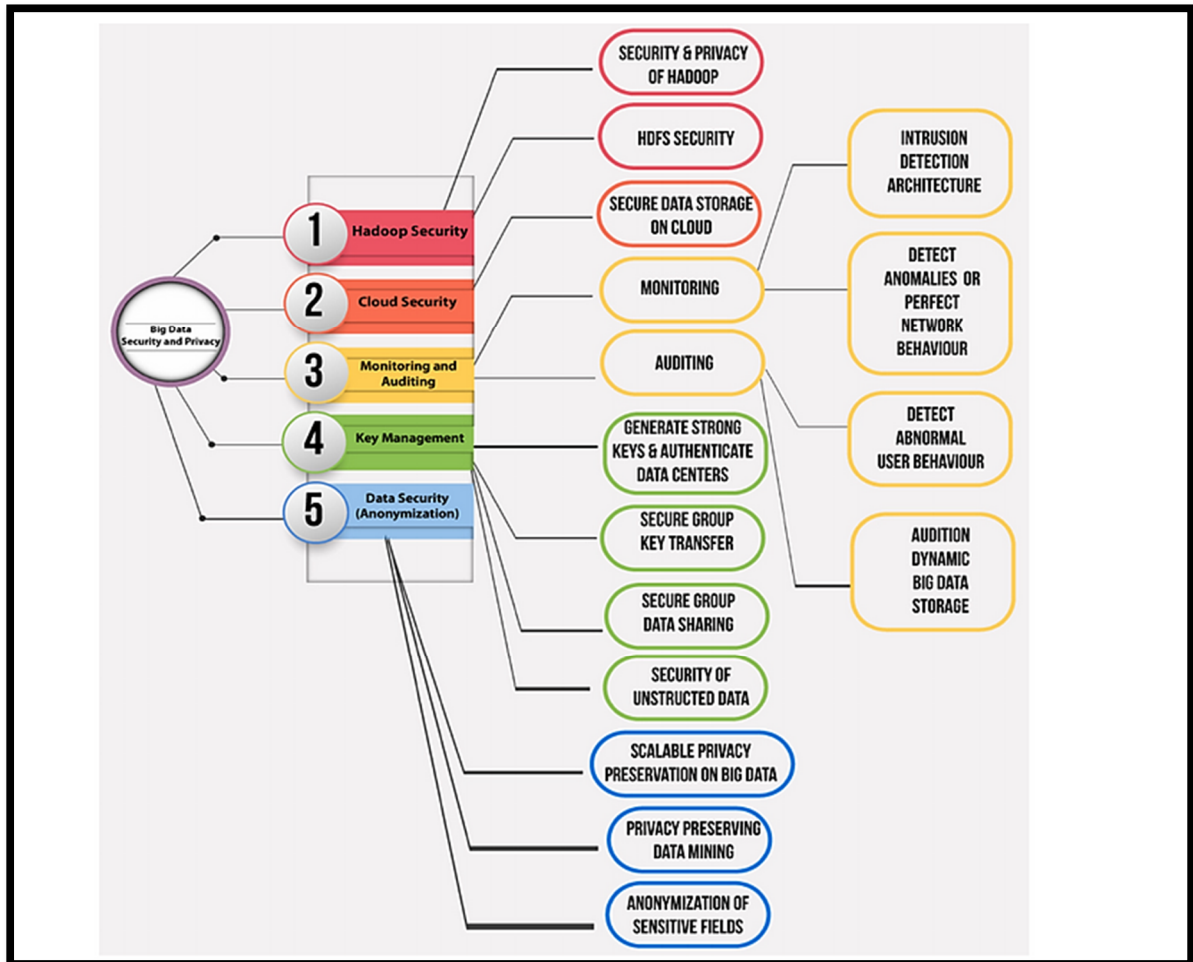 Big Data
Security and Privacy
1
Hadoop Security
2
Cloud Security
3
Monitoring and
Auditing
4
Key Management
5
Data Security
(Anonymization)
SECURITY & PRIVACY
OF HADOOP
HDFS SECURITY
SECURE DATA STORAGE
ON CLOUD
MONITORING
AUDITING
GENERATE STRONG
KEYS & AUTHENTICATE
DATA CENTERS
SECURE GROUP
KEY TRANSFER
SECURE GROUP
DATA SHARING
SECURITY OF
UNSTRUCTED DATA
SCALABLE PRIVACY
PRESERVATION ON BIG DATA
PRIVACY PRESERVING
DATA MINING
ANONYMIZATION OF
SENSITIVE FIELDS
INTRUSION
DETECTION
ARCHITECTURE
DETECT
ANOMALIES OR
PERFECT
NETWORK
BEHAVIOUR
DETECT
ABNORMAL
USER BEHAVIOUR
AUDITION
DYNAMIC
BIG DATA
STORAGE